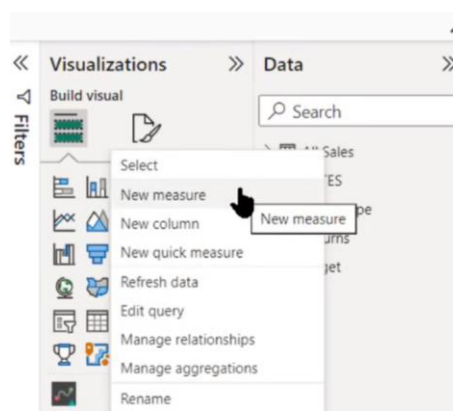 Visualizations
Data
Build visual
Filters
Search
Sales
Select
New measure
New measure
New column
New quick measure
Refresh data
Edit query
Manage relationships
Manage aggregations
Rename